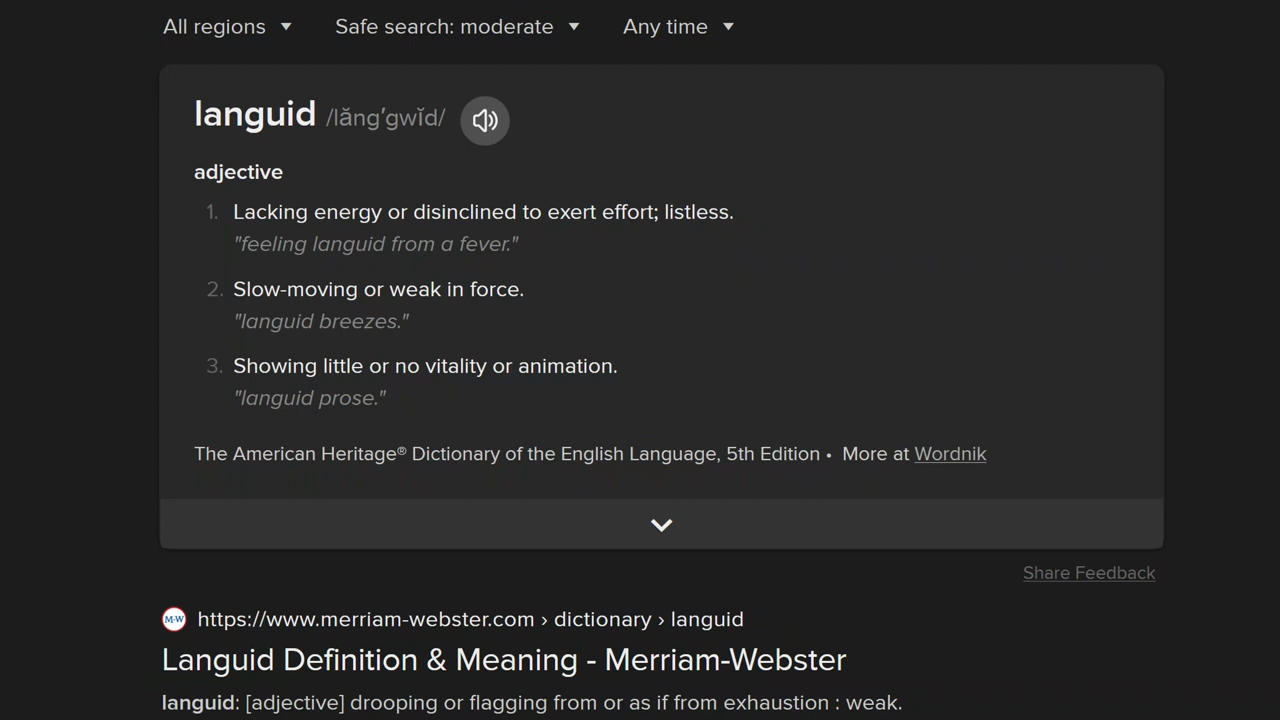 All regions Safe search: moderate Any time
languid /lăng′gwĭd/
adjective
1. Lacking energy or disinclined to exert effort; listless.
"feeling languid from a fever."
2. Slow-moving or weak in force.
"languid breezes."
3. Showing little or no vitality or animation.
"languid prose."
The American Heritage® Dictionary of the English Language, 5th Edition • More at Wordnik
Share Feedback
M-W https://www.merriam-webster.com › dictionary › languid
Languid Definition & Meaning - Merriam-Webster
languid: [adjective] drooping or flagging from or as if from exhaustion : weak.